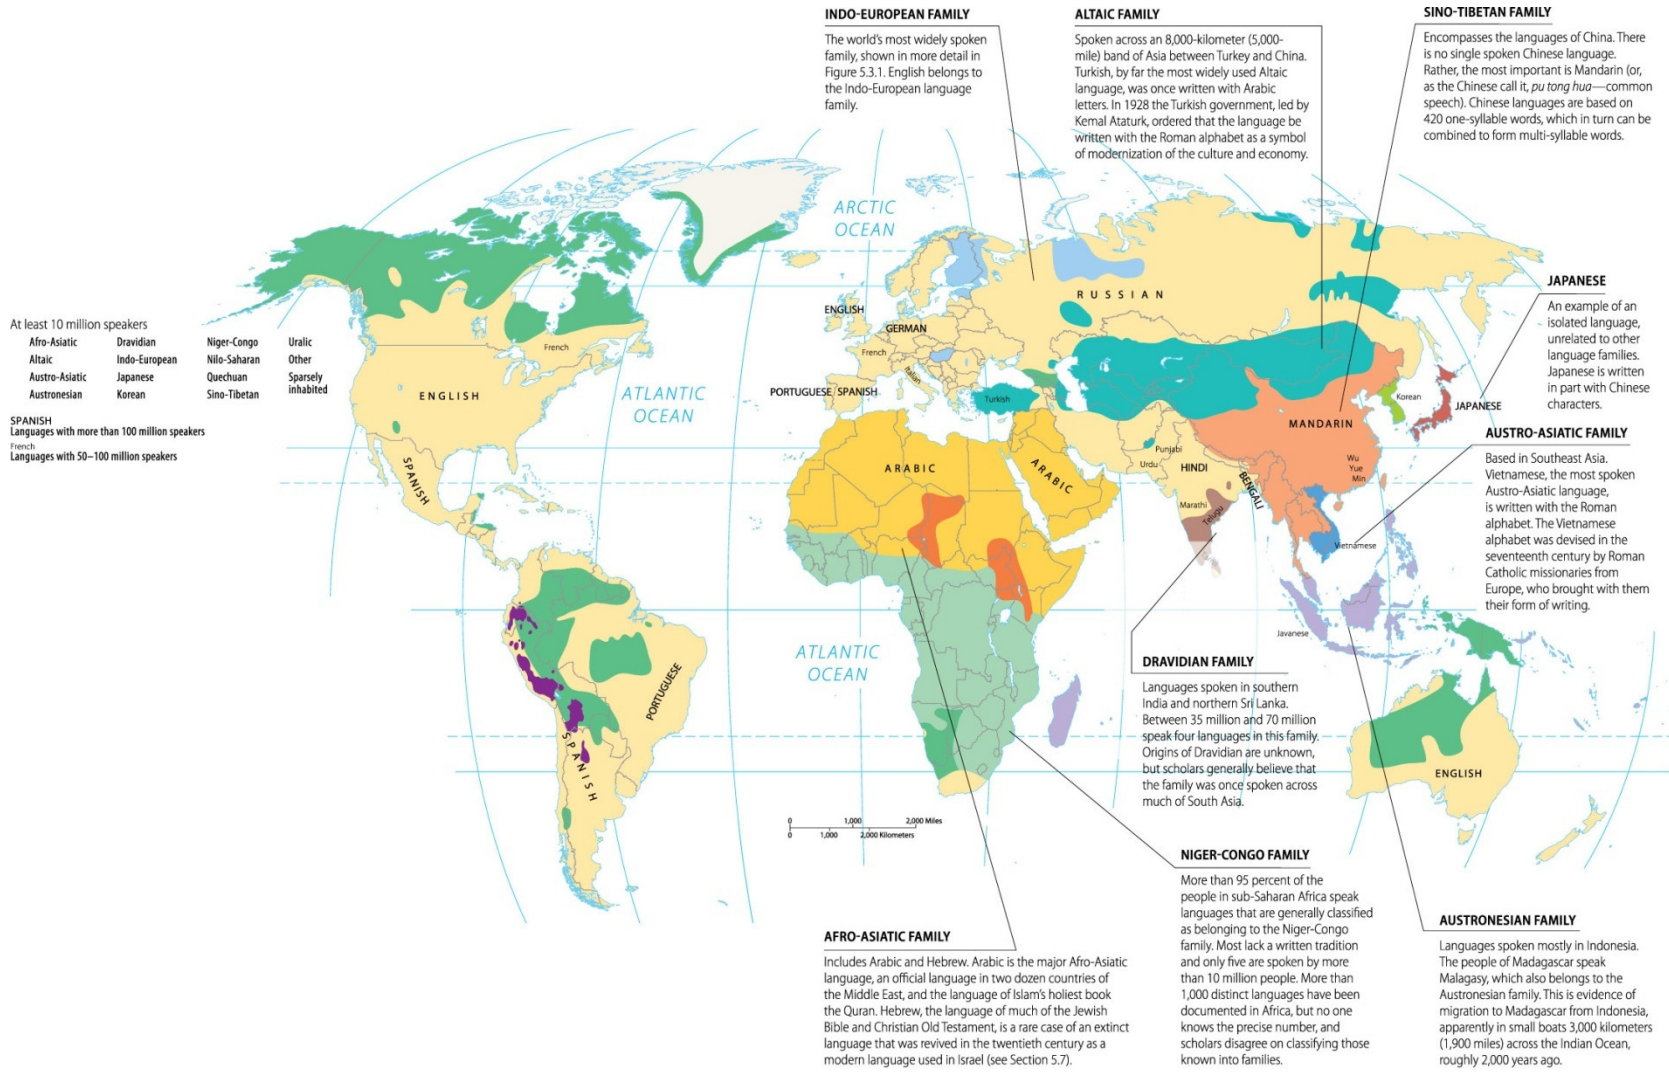 INDO-EUROPEAN FAMILY
The world's most widely spoken
family, shown in more detail in
Figure 5.3.1. English belongs to
the Indo-European language
family.
ALTAIC FAMILY
Spoken across an 8,000-kilometer (5,000-
mile) band of Asia between Turkey and China.
Turkish, by far the most widely used Altaic
language, was once written with Arabic
letters. In 1928 the Turkish government, led by
Kemal Ataturk, ordered that the language be
written with the Roman alphabet as a symbol
of modernization of the culture and economy.
SINO-TIBETAN FAMILY
Encompasses the languages of China. There
is no single spoken Chinese language.
Rather, the most important is Mandarin (or,
as the Chinese call it, pu tong hua—common
speech). Chinese languages are based on
420 one-syllable words, which in turn can be
combined to form multi-syllable words.
ARCTIC
OCEAN
RUSSIAN
JAPANESE
An example of an
isolated language,
unrelated to other
language families.
Japanese is written
in part with Chinese
characters.
At least 10 million speakers
Afro-Asiatic Dravidian Niger-Congo Uralic
Altaic Indo-European Nilo-Saharan Other
Austro-Asiatic Japanese Quechuan Sparsely
inhabited
Austronesian Korean Sino-Tibetan
SPANISH
Languages with more than 100 million speakers
French
Languages with 50–100 million speakers
ENGLISH
GERMAN
French
French
Italian
ENGLISH
ATLANTIC
OCEAN
PORTUGUESE SPANISH
Turkish
Korean
JAPANESE
MANDARIN
SPANISH
ARABIC
ARABIC
Punjabi
Urdu
HINDI
BENGALI
Marathi
Telugu
Wu
Yue
Min
Vietnamese
AUSTRO-ASIATIC FAMILY
Based in Southeast Asia.
Vietnamese, the most spoken
Austro-Asiatic language,
is written with the Roman
alphabet. The Vietnamese
alphabet was devised in the
seventeenth century by Roman
Catholic missionaries from
Europe, who brought with them
their form of writing.
Javanese
ATLANTIC
OCEAN
PORTUGUESE
SPANISH
DRAVIDIAN FAMILY
Languages spoken in southern
India and northern Sri Lanka.
Between 35 million and 70 million
speak four languages in this family.
Origins of Dravidian are unknown,
but scholars generally believe that
the family was once spoken across
much of South Asia.
ENGLISH
0 1,000 2,000 Miles
0 1,000 2,000 Kilometers
NIGER-CONGO FAMILY
More than 95 percent of the
people in sub-Saharan Africa speak
languages that are generally classified
as belonging to the Niger-Congo
family. Most lack a written tradition
and only five are spoken by more
than 10 million people. More than
1,000 distinct languages have been
documented in Africa, but no one
knows the precise number, and
scholars disagree on classifying those
known into families.
AFRO-ASIATIC FAMILY
Includes Arabic and Hebrew. Arabic is the major Afro-Asiatic
language, an official language in two dozen countries of
the Middle East, and the language of Islam's holiest book
the Quran. Hebrew, the language of much of the Jewish
Bible and Christian Old Testament, is a rare case of an extinct
language that was revived in the twentieth century as a
modern language used in Israel (see Section 5.7).
AUSTRONESIAN FAMILY
Languages spoken mostly in Indonesia.
The people of Madagascar speak
Malagasy, which also belongs to the
Austronesian family. This is evidence of
migration to Madagascar from Indonesia,
apparently in small boats 3,000 kilometers
(1,900 miles) across the Indian Ocean,
roughly 2,000 years ago.